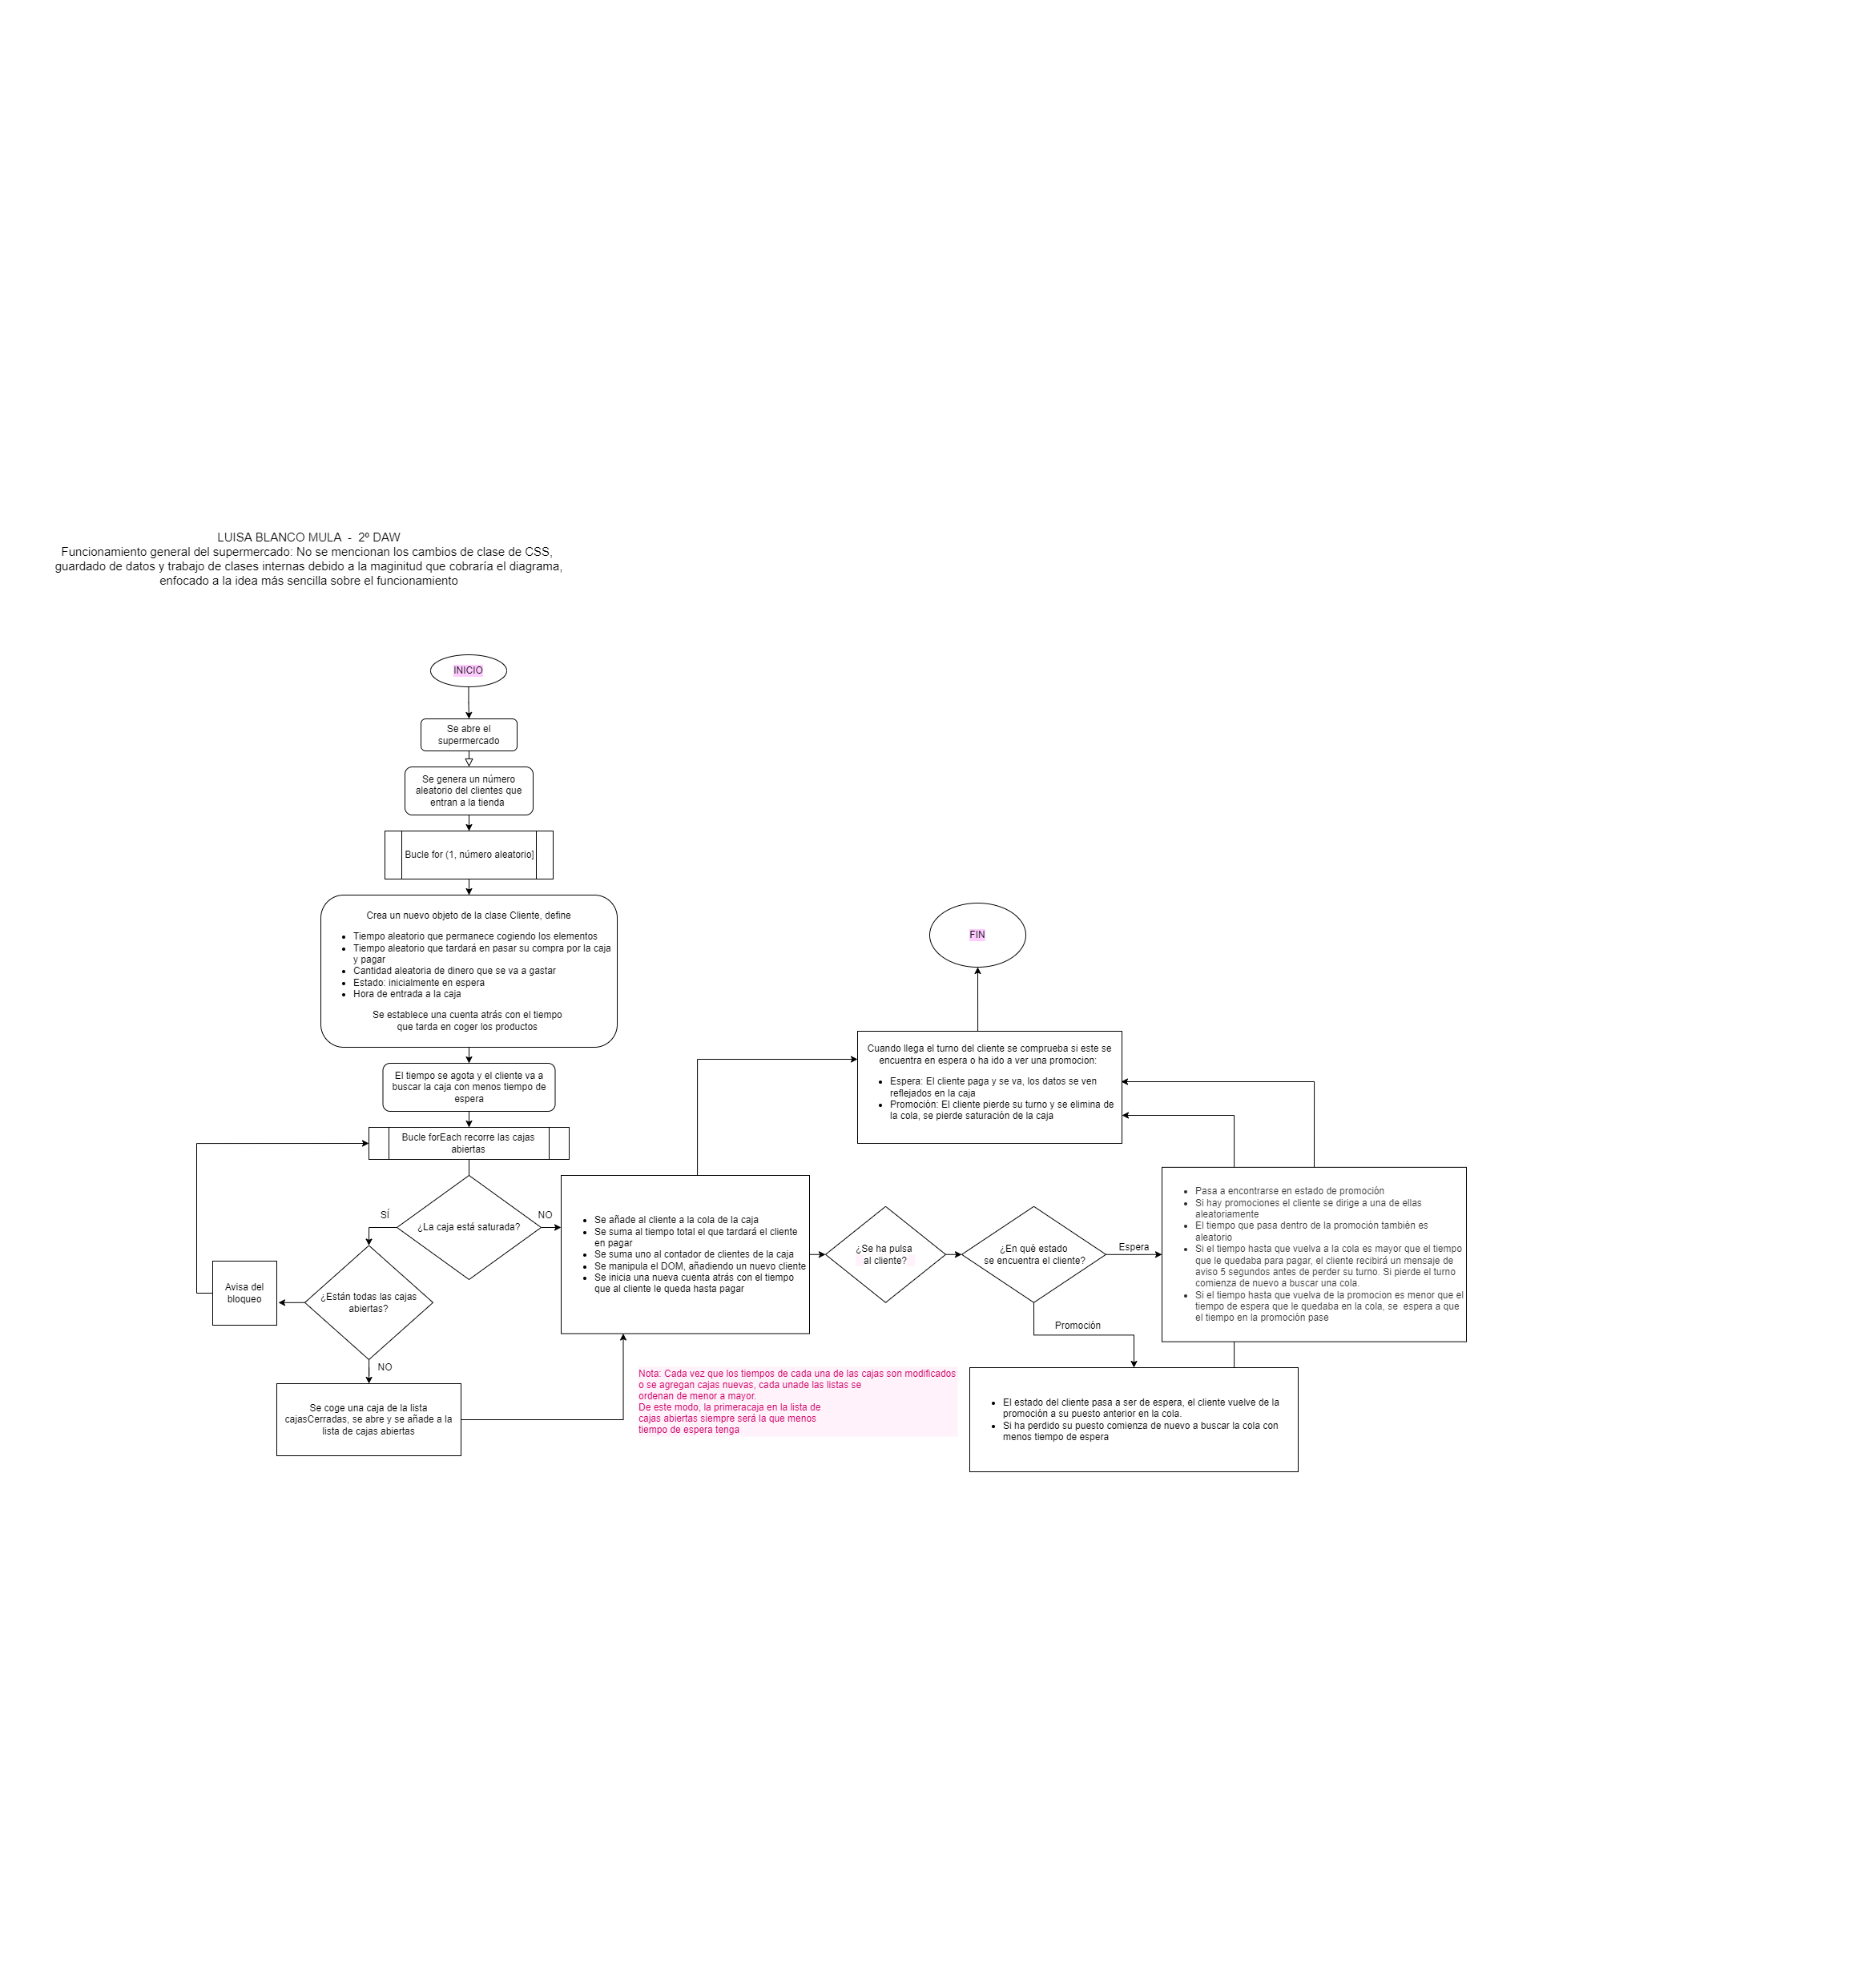 LUISA BLANCO MULA  -  2º DAW
Funcionamiento general del supermercado: No se mencionan los cambios de clase de CSS,
guardado de datos y trabajo de clases internas debido a la maginitud que cobraría el diagrama,
enfocado a la idea más sencilla sobre el funcionamiento
INICIO
Se abre el
supermercado
Se genera un número
aleatorio del clientes que
entran a la tienda
Bucle for (1, número aleatorio]
Crea un nuevo objeto de la clase Cliente, define
Tiempo aleatorio que permanece cogiendo los elementos
Tiempo aleatorio que tardará en pasar su compra por la caja
y pagar
Cantidad aleatoria de dinero que se va a gastar
Estado: inicialmente en espera
Hora de entrada a la caja
Se establece una cuenta atrás con el tiempo
que tarda en coger los productos
El tiempo se agota y el cliente va a
buscar la caja con menos tiempo de
espera
Bucle forEach recorre las cajas
abiertas
¿La caja está saturada?
SÍ
NO
¿Están todas las cajas
abiertas?
Avisa del
bloqueo
NO
Se coge una caja de la lista
cajasCerradas, se abre y se añade a la
lista de cajas abiertas
Se añade al cliente a la cola de la caja
Se suma al tiempo total el que tardará el cliente
en pagar
Se suma uno al contador de clientes de la caja
Se manipula el DOM, añadiendo un nuevo cliente
Se inicia una nueva cuenta atrás con el tiempo
que al cliente le queda hasta pagar
Nota: Cada vez que los tiempos de cada una de las cajas son modificados
o se agregan cajas nuevas, cada unade las listas se
ordenan de menor a mayor.
De este modo, la primeracaja en la lista de
cajas abiertas siempre será la que menos
tiempo de espera tenga
FIN
Cuando llega el turno del cliente se comprueba si este se
encuentra en espera o ha ido a ver una promocion:
Espera: El cliente paga y se va, los datos se ven
reflejados en la caja
Promoción: El cliente pierde su turno y se elimina de
la cola, se pierde saturación de la caja
¿Se ha pulsa
al cliente?
¿En qué estado
se encuentra el cliente?
Espera
Promoción
Pasa a encontrarse en estado de promoción
Si hay promociones el cliente se dirige a una de ellas
aleatoriamente
El tiempo que pasa dentro de la promoción también es
aleatorio
Si el tiempo hasta que vuelva a la cola es mayor que el tiempo
que le quedaba para pagar, el cliente recibirá un mensaje de
aviso 5 segundos antes de perder su turno. Si pierde el turno
comienza de nuevo a buscar una cola.
Si el tiempo hasta que vuelva de la promocion es menor que el
tiempo de espera que le quedaba en la cola, se  espera a que
el tiempo en la promoción pase
El estado del cliente pasa a ser de espera, el cliente vuelve de la
promoción a su puesto anterior en la cola.
Si ha perdido su puesto comienza de nuevo a buscar la cola con
menos tiempo de espera